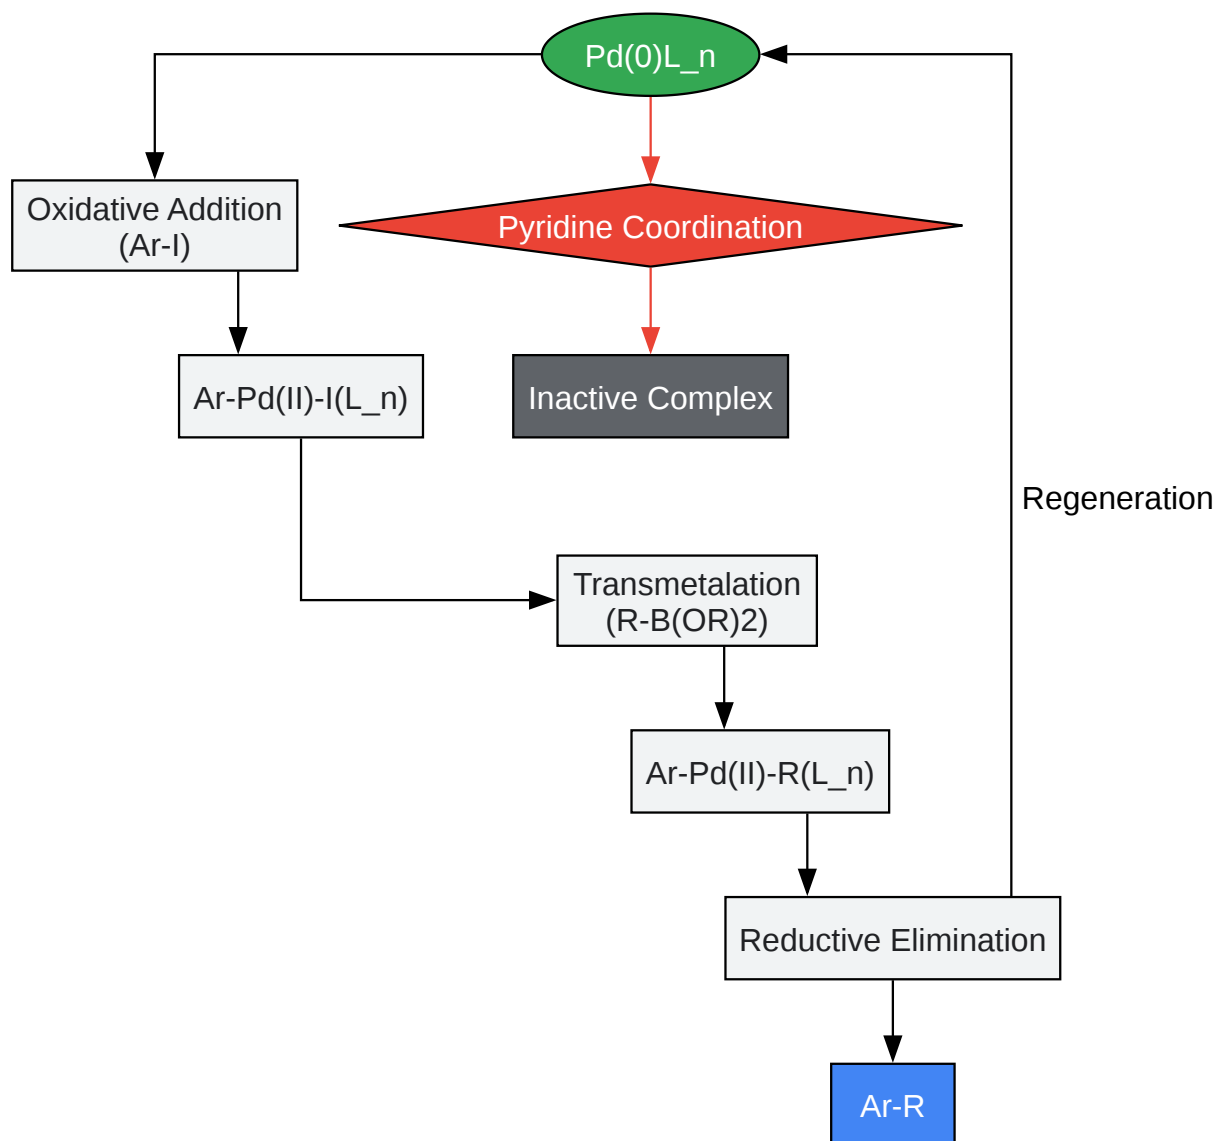 Pd(0)L_n
Oxidative Addition
(Ar-I)
Pyridine Coordination
Ar-Pd(II)-I(L_n)
Inactive Complex
Regeneration
Transmetalation
(R-B(OR)2)
Ar-Pd(II)-R(L_n)
Reductive Elimination
Ar-R